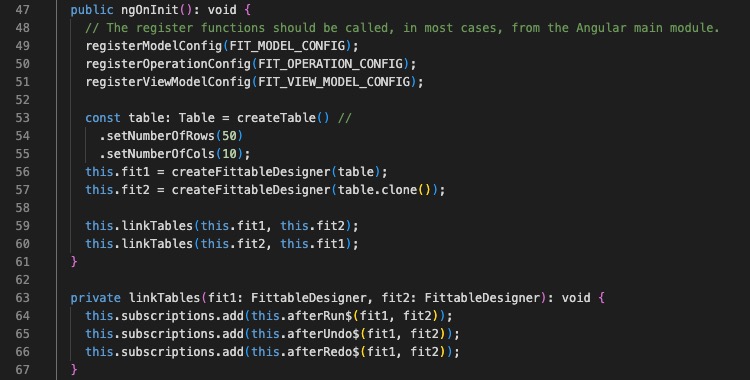 47 public ngOnInit(): void {
48 // The register functions should be called, in most cases, from the Angular main module.
49 registerModelConfig(FIT_MODEL_CONFIG);
50 registerOperationConfig(FIT_OPERATION_CONFIG);
51 registerViewModelConfig(FIT_VIEW_MODEL_CONFIG);
52
53 const table: Table = createTable() //
54 .setNumberOfRows(50)
55 .setNumberOfCols(10);
56 this.fit1 = createFittableDesigner(table);
57 this.fit2 = createFittableDesigner(table.clone());
58
59 this.linkTables(this.fit1, this.fit2);
60 this.linkTables(this.fit2, this.fit1);
61 }
62
63 private linkTables(fit1: FittableDesigner, fit2: FittableDesigner): void {
64 this.subscriptions.add(this.afterRun$(fit1, fit2));
65 this.subscriptions.add(this.afterUndo$(fit1, fit2));
66 this.subscriptions.add(this.afterRedo$(fit1, fit2));
67 }